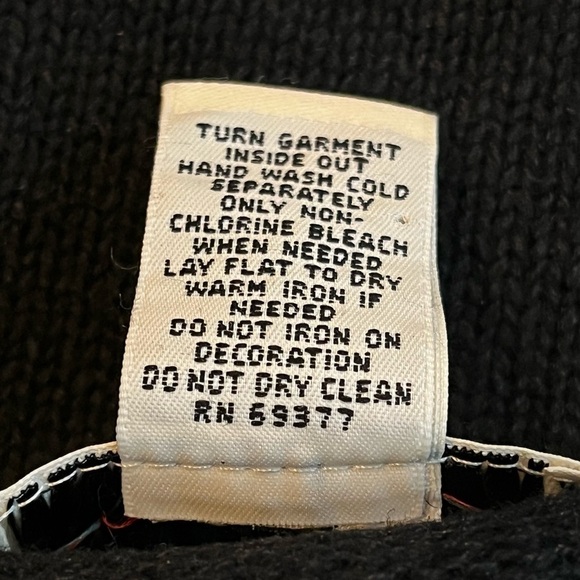 TURN GARMENT
INSIDE OUT
HAND WASH COLD
SEPARATELY
ONLY NON-
CHLORINE BLEACH
WHEN NEEDED
LAY FLAT TO DRY
WARM IRON IF
NEEDED
DO NOT IRON ON
DECORATION
DO NOT DRY CLEAN
RN 69377